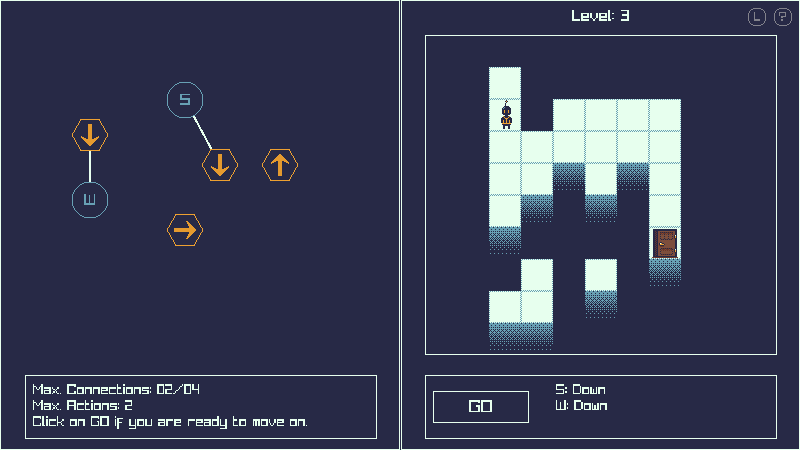 Level: 3
L ?
S
W
Max. Connections: 02/04
Max. Actions: 2
Click on GO if you are ready to move on.
GO
S: Down
W: Down